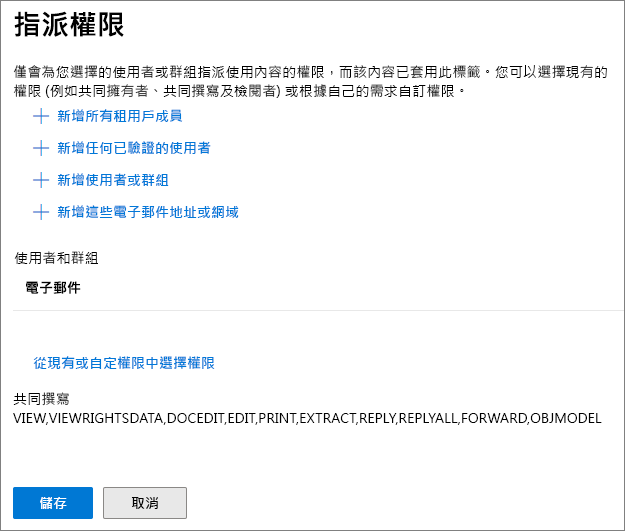 指派權限
僅會為您選擇的使用者或群組指派使用內容的權限，而該內容已套用此標籤。您可以選擇現有的
權限 (例如共同擁有者、共同撰寫及檢閱者) 或根據自己的需求自訂權限。
新增所有租用戶成員
新增任何已驗證的使用者
新增使用者或群組
新增這些電子郵件地址或網域
使用者和群組
電子郵件
從現有或自定權限中選擇權限
共同撰寫
VIEW,VIEWRIGHTSDATA,DOCEDIT,EDIT,PRINT,EXTRACT,REPLY,REPLYALL,FORWARD,OBJMODEL
儲存
取消